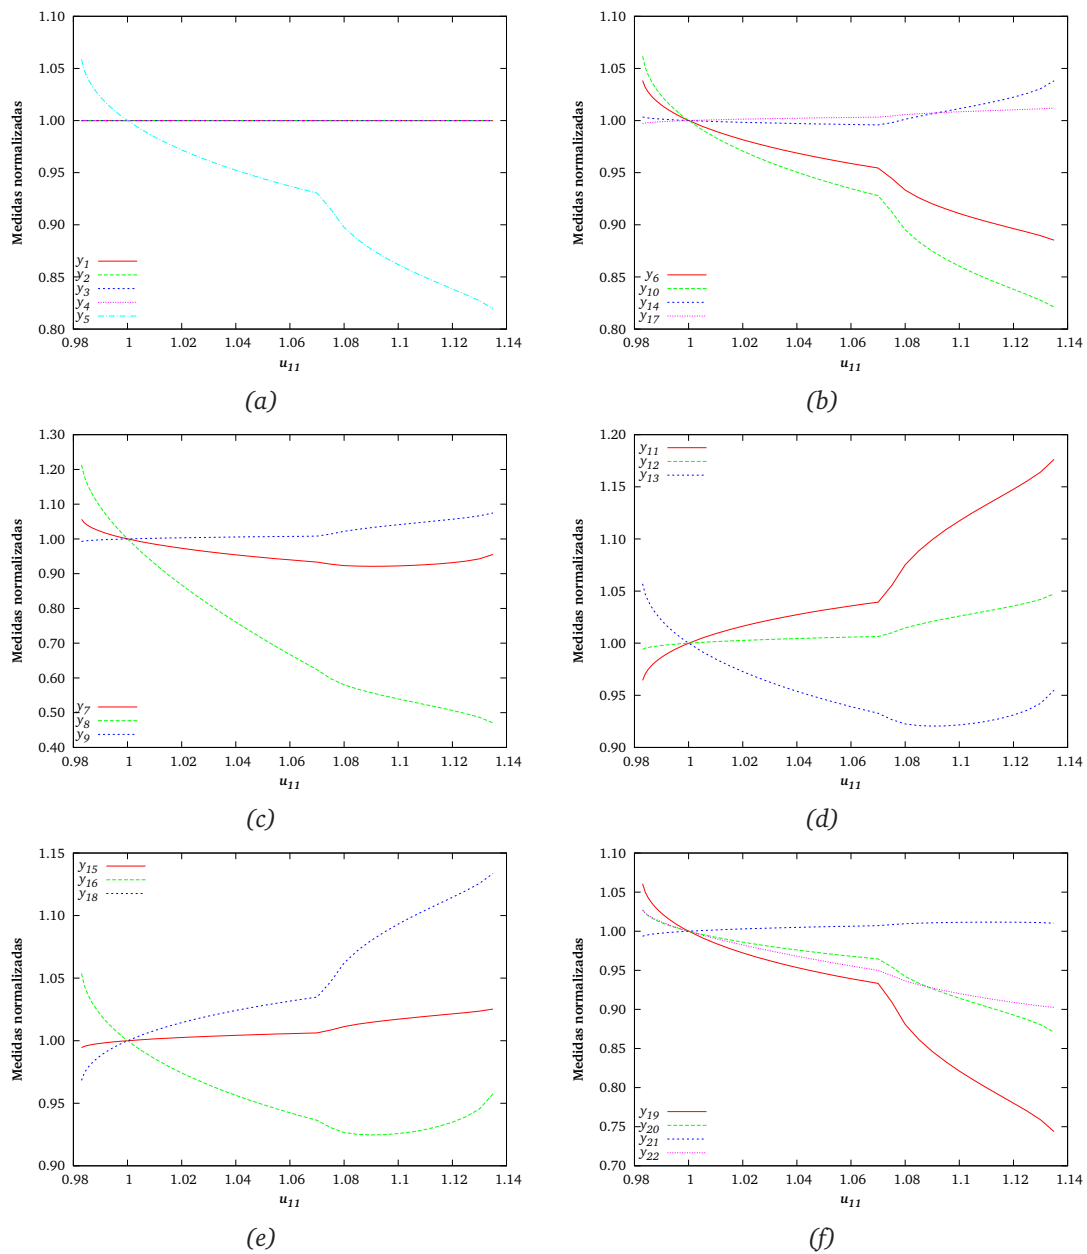 1.10
1.05
1.00
0.95
0.90
0.85
0.80
Medidas normalizadas
y1
y2
y3
y4
y5
0.98 1 1.02 1.04 1.06 1.08 1.1 1.12 1.14
u11
(a)
1.10
1.05
1.00
0.95
0.90
0.85
0.80
Medidas normalizadas
y6
y10
y14
y17
0.98 1 1.02 1.04 1.06 1.08 1.1 1.12 1.14
u11
(b)
1.30
1.20
1.10
1.00
0.90
0.80
0.70
0.60
0.50
0.40
Medidas normalizadas
y7
y8
y9
0.98 1 1.02 1.04 1.06 1.08 1.1 1.12 1.14
u11
(c)
1.20
1.15
1.10
1.05
1.00
0.95
0.90
Medidas normalizadas
y11
y12
y13
0.98 1 1.02 1.04 1.06 1.08 1.1 1.12 1.14
u11
(d)
1.15
1.10
1.05
1.00
0.95
0.90
Medidas normalizadas
y15
y16
y18
0.98 1 1.02 1.04 1.06 1.08 1.1 1.12 1.14
u11
(e)
1.10
1.05
1.00
0.95
0.90
0.85
0.80
0.75
0.70
Medidas normalizadas
y19
y20
y21
y22
0.98 1 1.02 1.04 1.06 1.08 1.1 1.12 1.14
u11
(f)